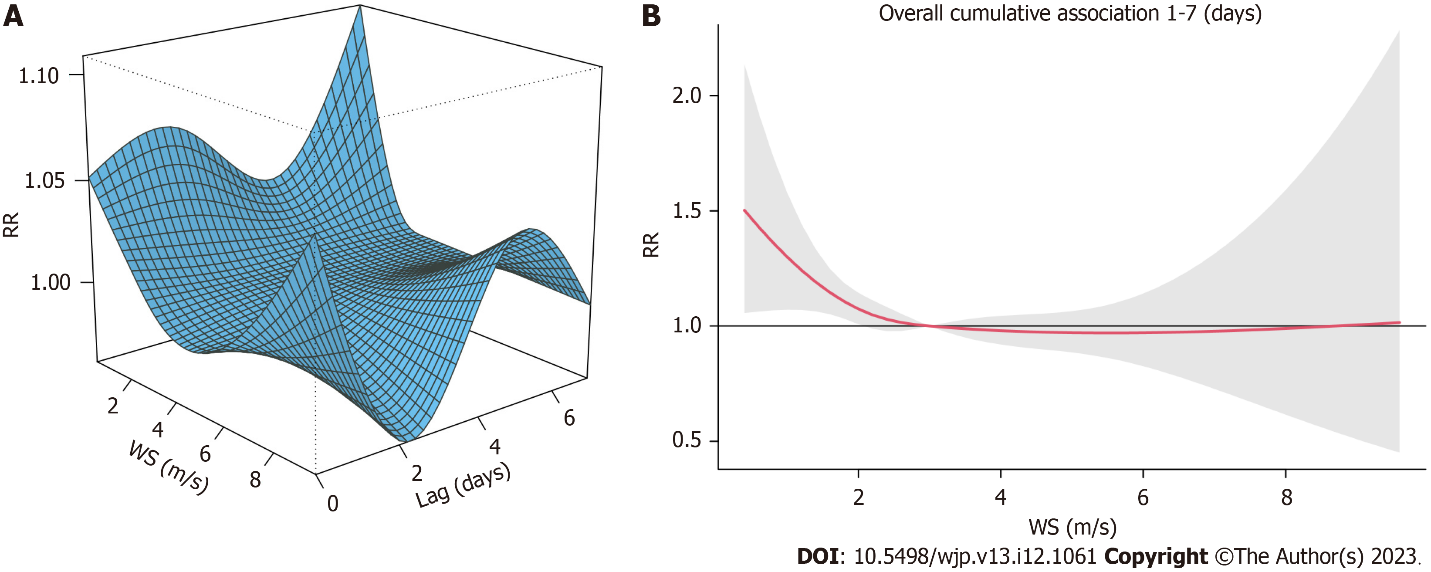 A
1.10
1.05
1.00
RR
2
4
6
8
WS (m/s)
0
2
4
6
Lag (days)
B
Overall cumulative association 1-7 (days)
2.0
1.5
1.0
0.5
RR
2
4
6
8
WS (m/s)
DOI: 10.5498/wjp.v13.i12.1061 Copyright ©The Author(s) 2023.